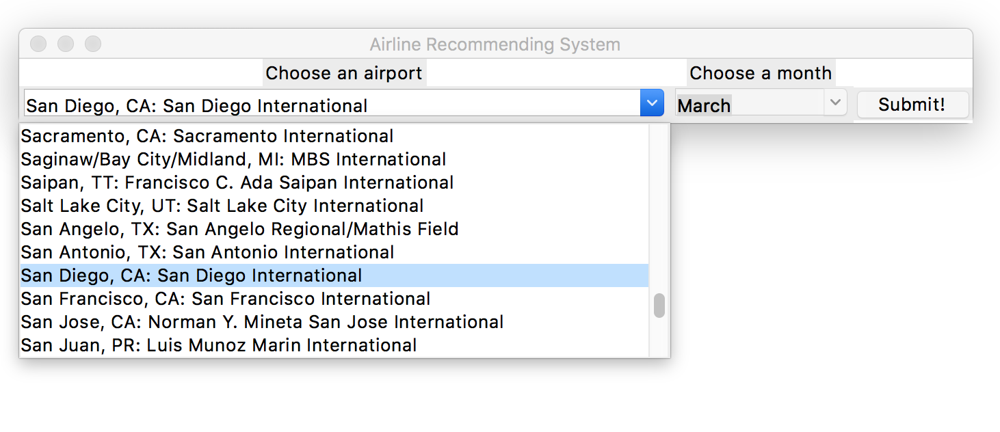 Airline Recommending System
Choose an airport
Choose a month
San Diego, CA: San Diego International
March
Submit!
Sacramento, CA: Sacramento International
Saginaw/Bay City/Midland, MI: MBS International
Saipan, TT: Francisco C. Ada Saipan International
Salt Lake City, UT: Salt Lake City International
San Angelo, TX: San Angelo Regional/Mathis Field
San Antonio, TX: San Antonio International
San Diego, CA: San Diego International
San Francisco, CA: San Francisco International
San Jose, CA: Norman Y. Mineta San Jose International
San Juan, PR: Luis Munoz Marin International